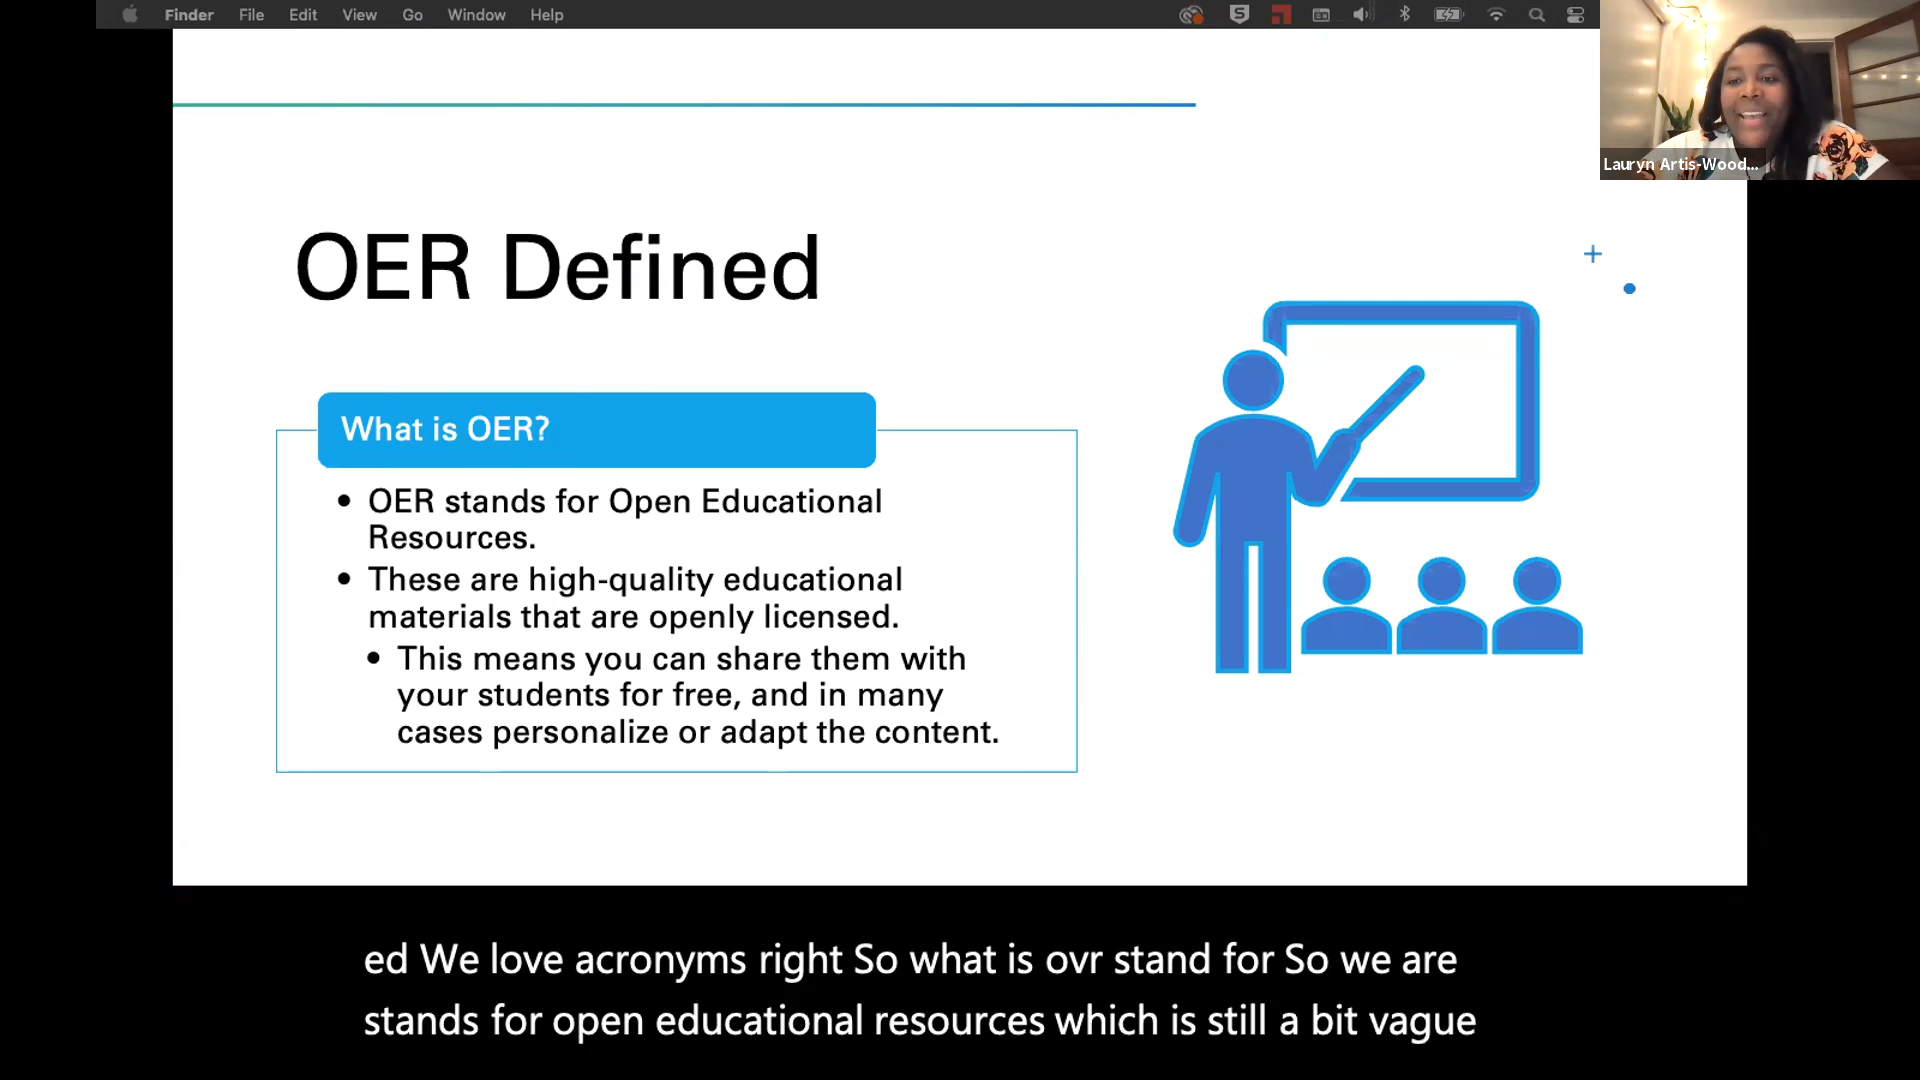 Finder File Edit View Go Window Help
Lauryn Artis-Wood...
OER Defined
What is OER?
• OER stands for Open Educational
Resources.
• These are high-quality educational
materials that are openly licensed.
• This means you can share them with
your students for free, and in many
cases personalize or adapt the content.
ed We love acronyms right So what is ovr stand for So we are
stands for open educational resources which is still a bit vague